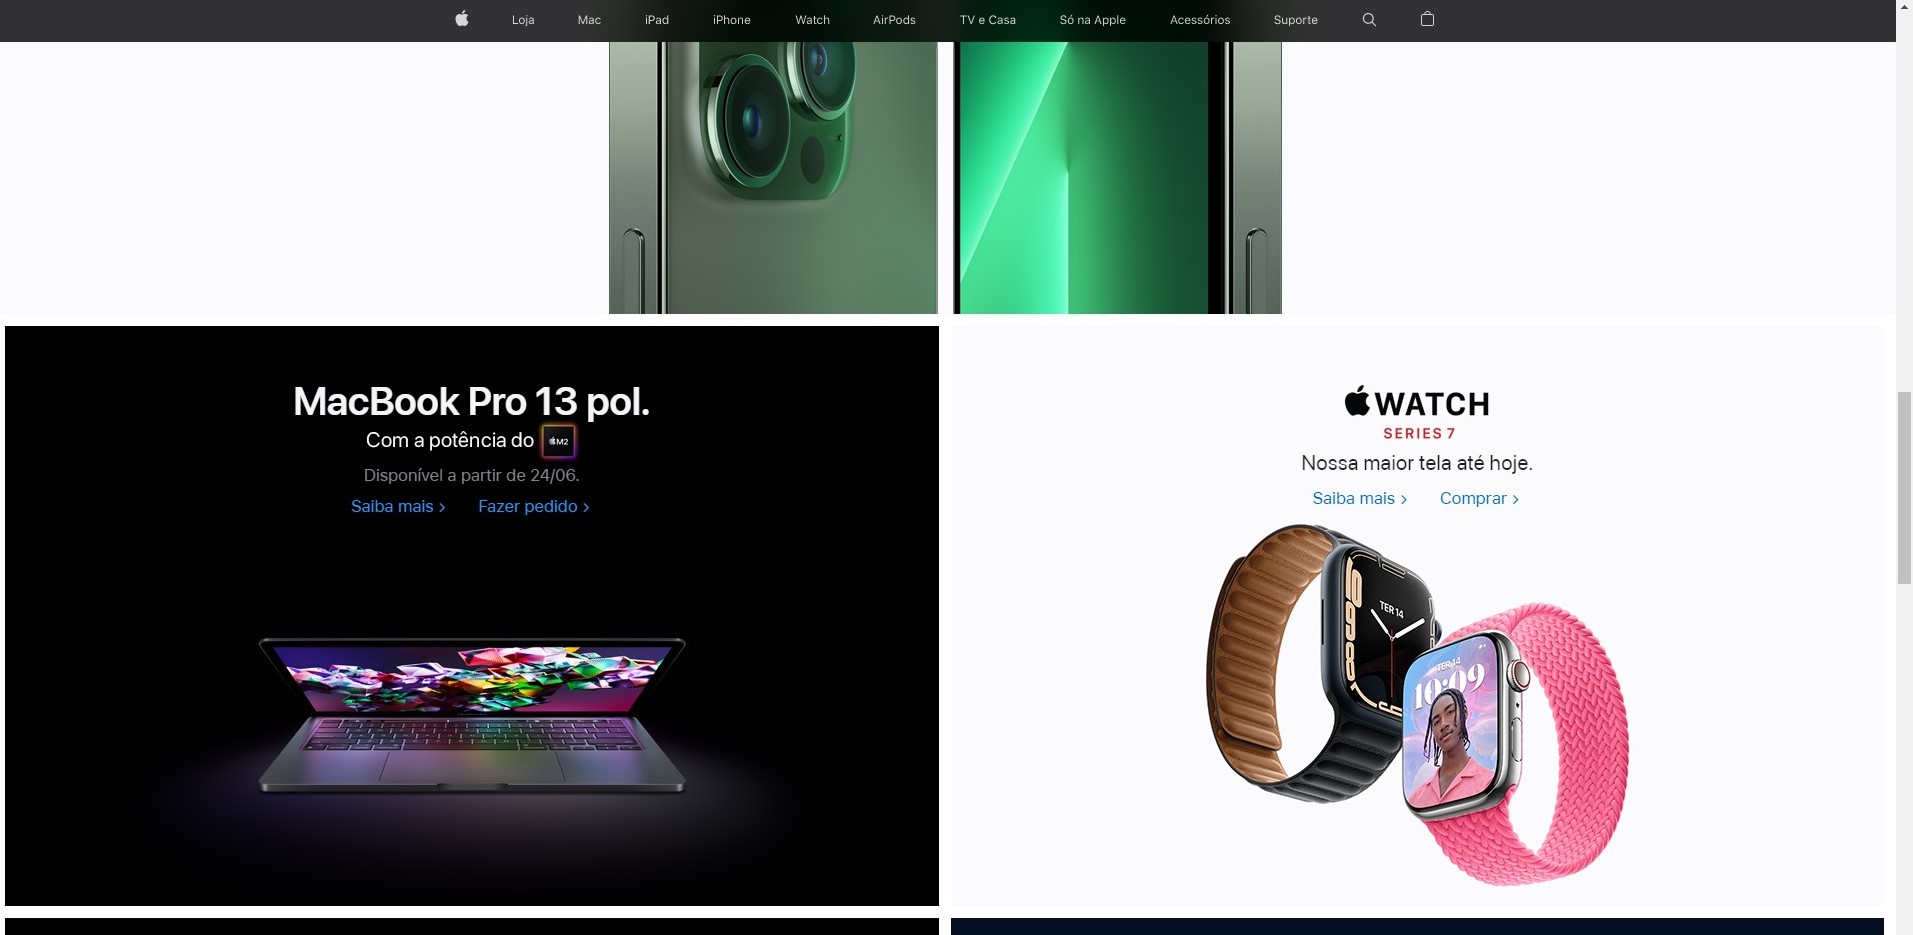 Loja Mac iPad iPhone Watch AirPods TV e Casa Só na Apple Acessórios Suporte
MacBook Pro 13 pol.
Com a potência do M2
Disponível a partir de 24/06.
Saiba mais > Fazer pedido >
WATCH
SERIES 7
Nossa maior tela até hoje.
Saiba mais > Comprar >
TER 14
TER 14
10:09